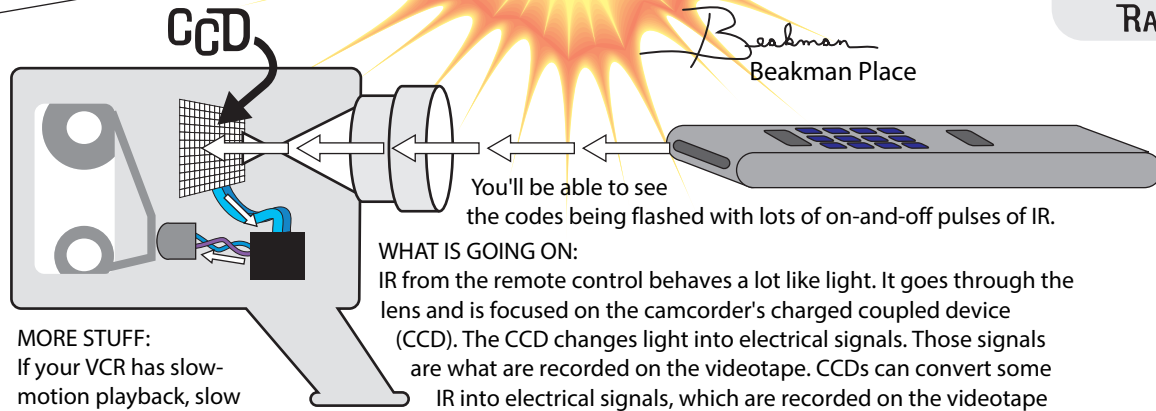 CCD
RA
Beakman
Beakman Place
You'll be able to see
the codes being flashed with lots of on-and-off pulses of IR.
WHAT IS GOING ON:
IR from the remote control behaves a lot like light. It goes through the
lens and is focused on the camcorder's charged coupled device
(CCD). The CCD changes light into electrical signals. Those signals
are what are recorded on the videotape. CCDs can convert some
IR into electrical signals, which are recorded on the videotape
MORE STUFF:
If your VCR has slow-
motion playback, slow